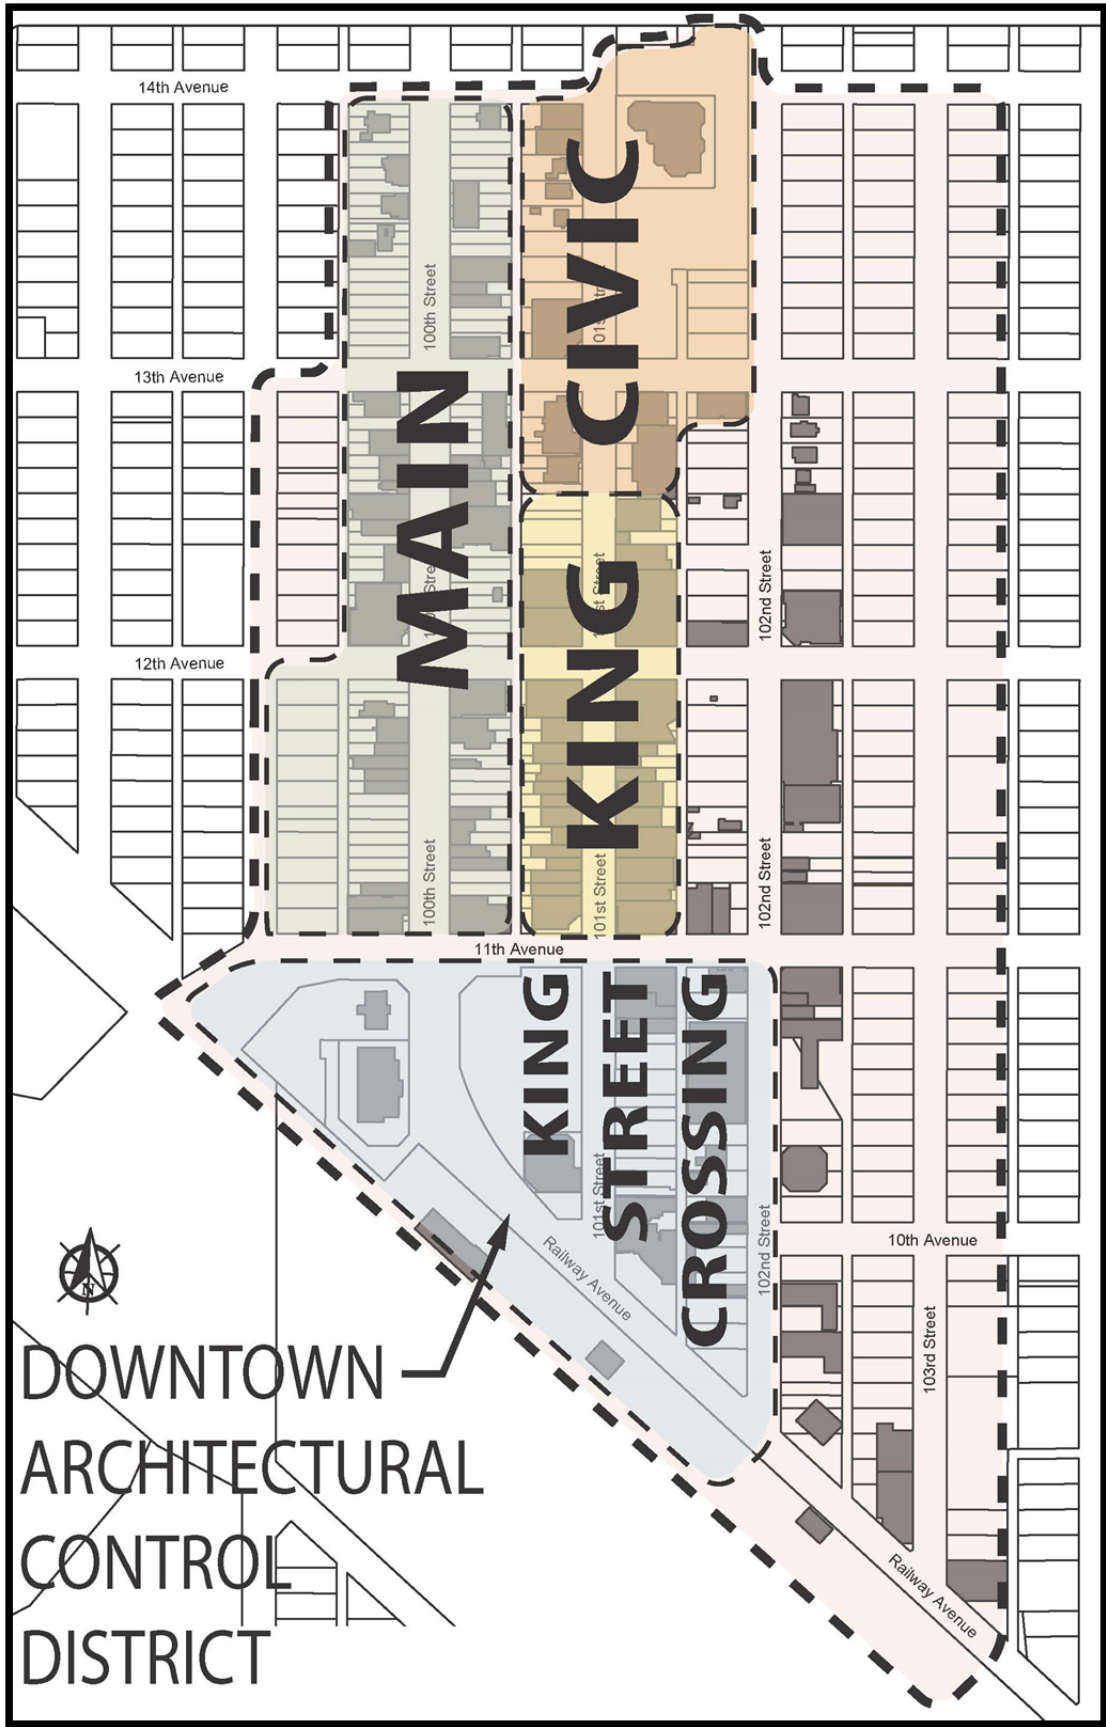 14th Avenue
CIVIC
100th Street
13th Avenue
MAIN
KING
102nd Street
12th Avenue
100th Street
101st Street
102nd Street
11th Avenue
KING
STREET
CROSSING
101st Street
102nd Street
Railway Avenue
10th Avenue
103rd Street
N
DOWNTOWN
ARCHITECTURAL
CONTROL
DISTRICT
Railway Avenue